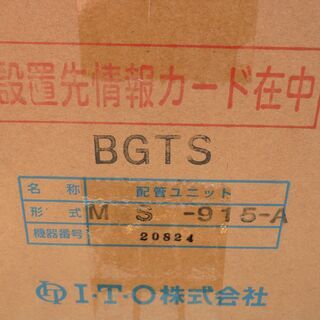 設置先情報カード在中
BGTS
名称 配管ユニット
形式 M S -915-A
機器番号 20824
I・T・O株式会社